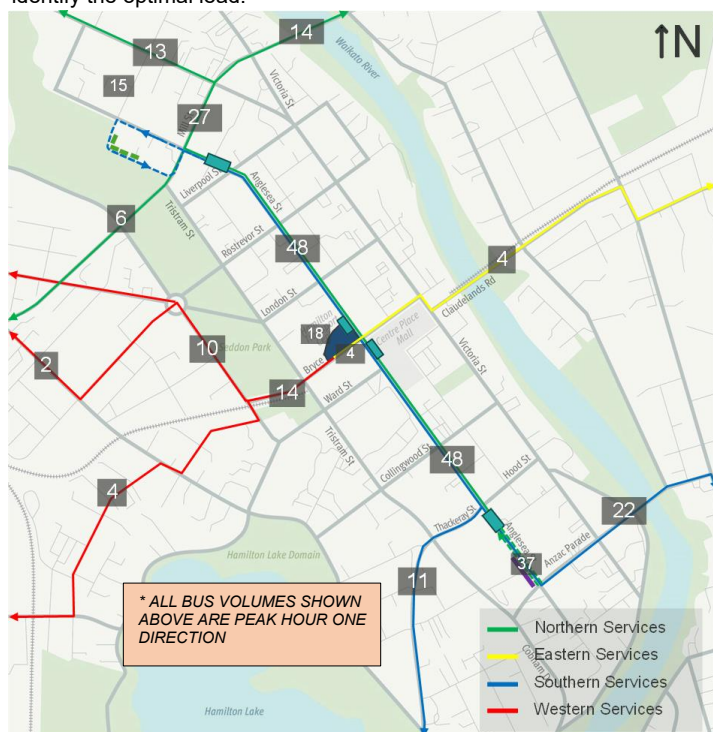 identify the optimal load.
14
13
↑N
Waikato River
15
Victoria St
27
Liverpool St
Anglesea St
Tristram St
6
Rostrevor St
48
4
London St
Claudelands Rd
18
4
Centre Place
Mall
Victoria St
10
2
Bryce
14
Ward St
Tristram St
Collingwood St
48
Hood St
4
22
Thackeray St
Anglesea
Anzac Parade
Hamilton Lake Domain
37
11
* ALL BUS VOLUMES SHOWN
ABOVE ARE PEAK HOUR ONE
DIRECTION
Northern Services
Eastern Services
Southern Services
Western Services
Hamilton Lake